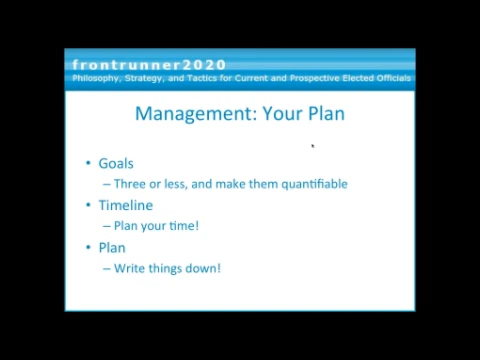 frontrunner2020
Philosophy, Strategy, and Tactics for Current and Prospective Elected Officials
Management: Your Plan
• Goals
– Three or less, and make them quantifiable
• Timeline
– Plan your time!
• Plan
– Write things down!